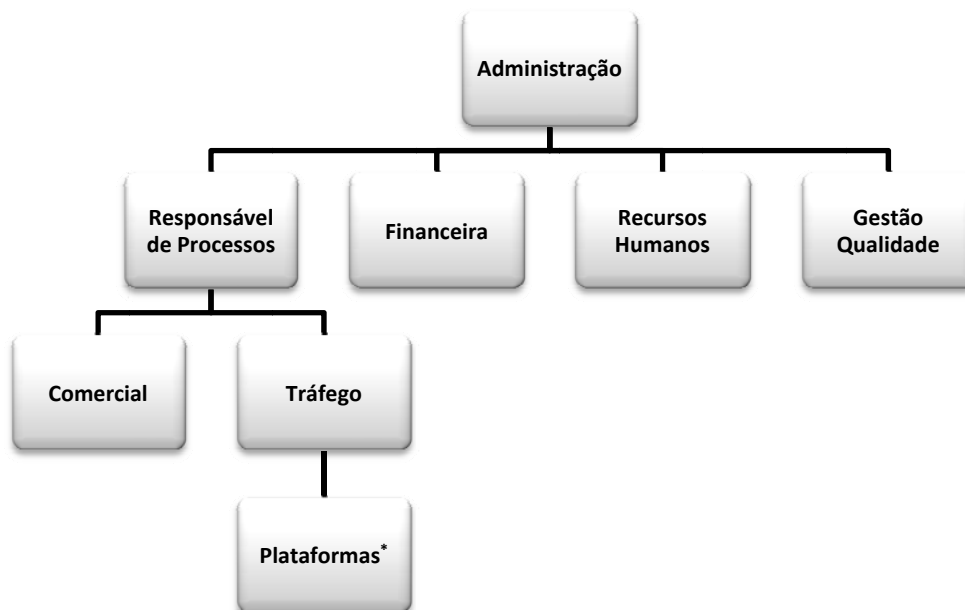 Administração
Responsável
de Processos
Financeira
Recursos
Humanos
Gestão
Qualidade
Comercial
Tráfego
Plataformas*